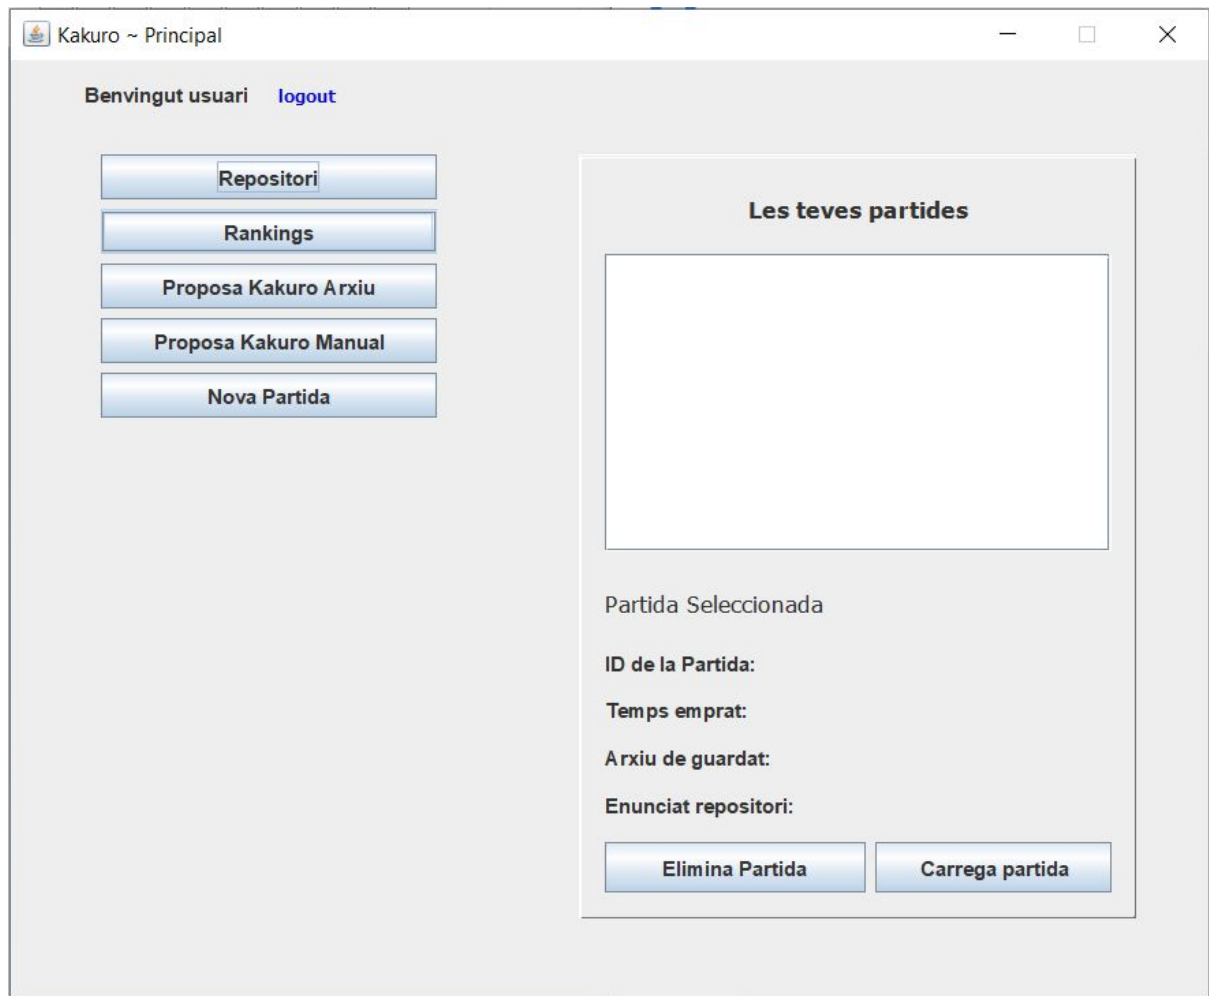 Kakuro ~ Principal
Benvingut usuari logout
Repositori
Rankings
Proposa Kakuro Arxiu
Proposa Kakuro Manual
Nova Partida
Les teves partides
Partida Seleccionada
ID de la Partida:
Temps emprat:
Arxiu de guardat:
Enunciat repositori:
Elimina Partida Carrega partida